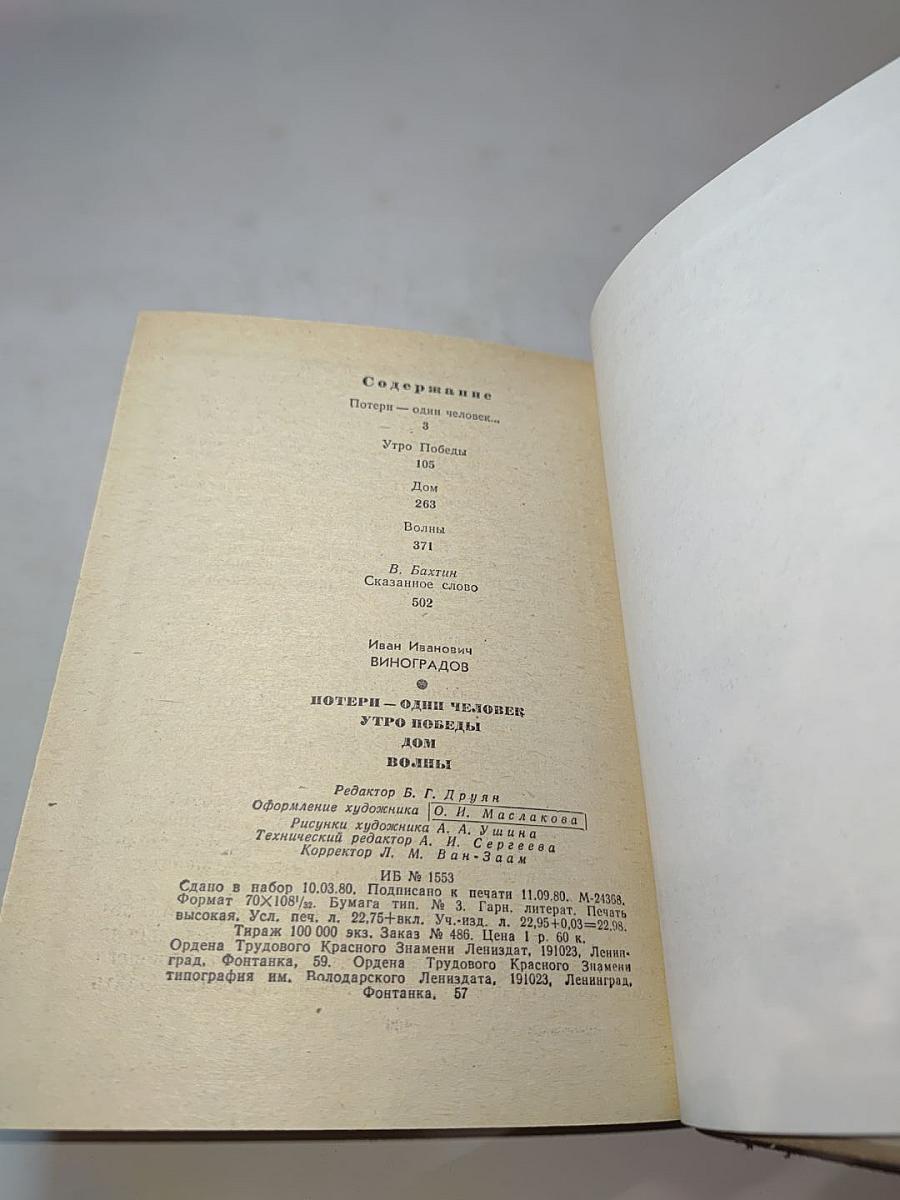 Содержание
Потери — один человек...
3
Утро Победы
105
Дом
263
Волны
371
В. Бахтин
Сказанное слово
502
Иван Иванович
ВИНОГРАДОВ
ПОТЕРИ — ОДИН ЧЕЛОВЕК
УТРО ПОБЕДЫ
ДОМ
ВОЛНЫ
Редактор Б. Г. Друян
Оформление художника О. И. Маслакова
Рисунки художника А. А. Ушина
Технический редактор А. И. Сергеева
Корректор Л. М. Ван-Заам
ИБ № 1553
Сдано в набор 10.03.80. Подписано к печати 11.09.80. М-24368.
Формат 70×108¹/₃₂. Бумага тип. № 3. Гарн. литерат. Печать
высокая. Усл. печ. л. 22,75+вкл. Уч.-изд. л. 22,95+0,03=22,98.
Тираж 100 000 экз. Заказ № 486. Цена 1 р. 60 к.
Ордена Трудового Красного Знамени Лениздат, 191023, Ленин-
град, Фонтанка, 59. Ордена Трудового Красного Знамени
типография им. Володарского Лениздата, 191023, Ленинград,
Фонтанка, 57